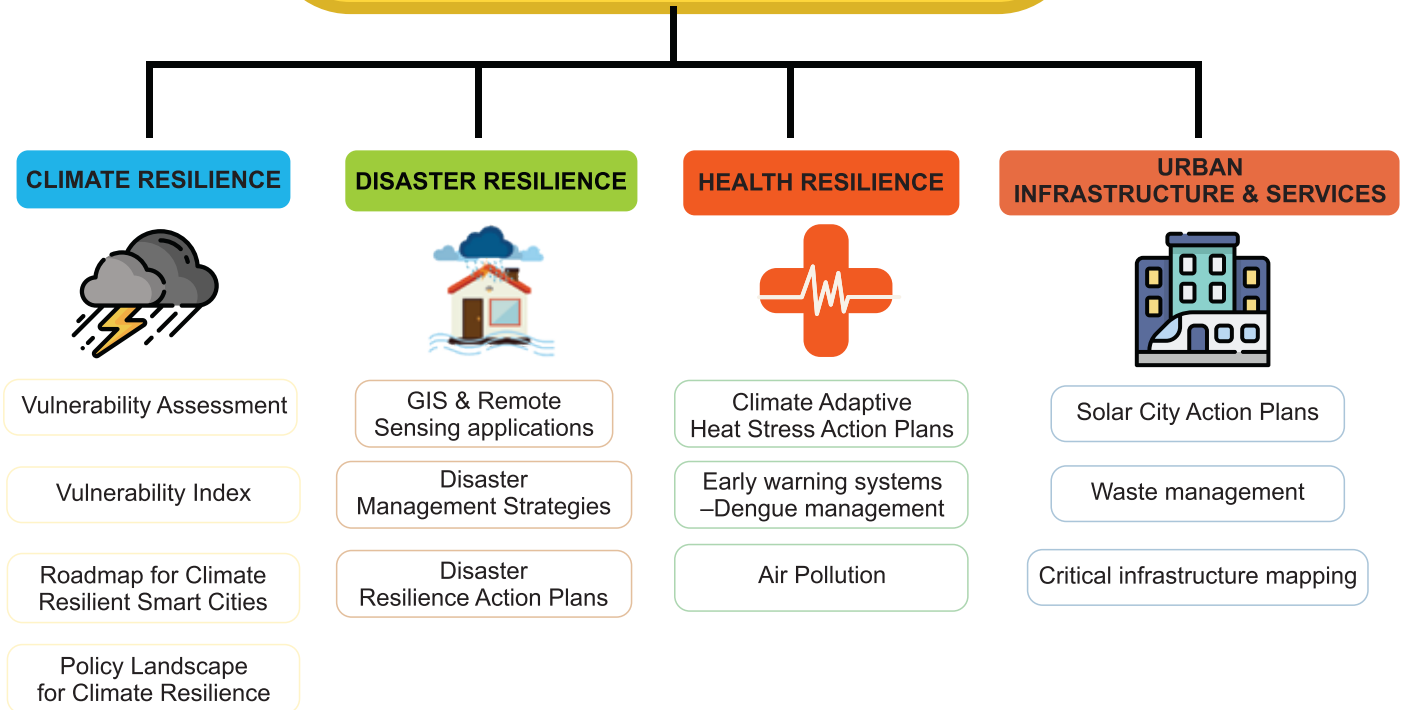 CLIMATE RESILIENCE
Vulnerability Assessment
Vulnerability Index
Roadmap for Climate
Resilient Smart Cities
Policy Landscape
for Climate Resilience
DISASTER RESILIENCE
GIS & Remote
Sensing applications
Disaster
Management Strategies
Disaster
Resilience Action Plans
HEALTH RESILIENCE
Climate Adaptive
Heat Stress Action Plans
Early warning systems
–Dengue management
Air Pollution
URBAN
INFRASTRUCTURE & SERVICES
Solar City Action Plans
Waste management
Critical infrastructure mapping